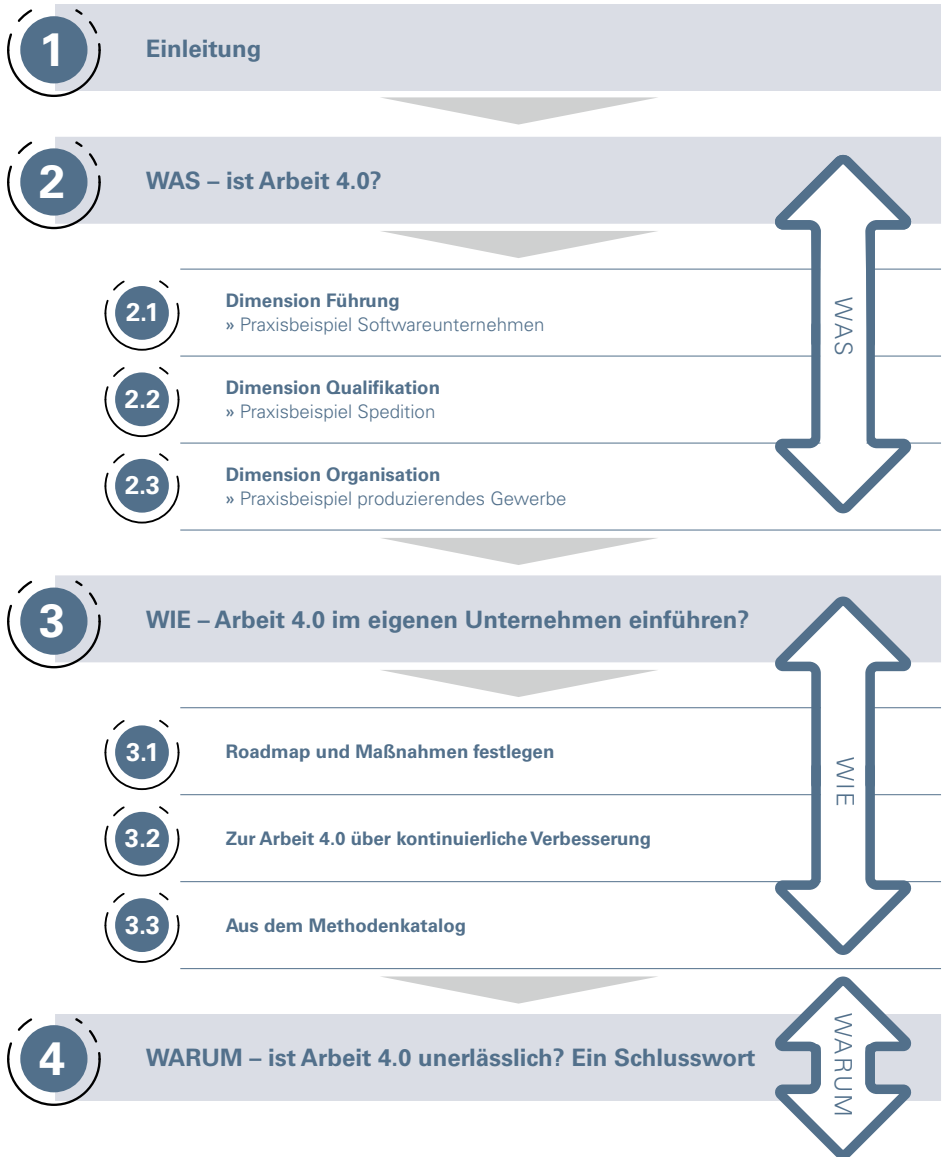 1
Einleitung
2
WAS – ist Arbeit 4.0?
WAS
2.1
Dimension Führung
» Praxisbeispiel Softwareunternehmen
2.2
Dimension Qualifikation
» Praxisbeispiel Spedition
2.3
Dimension Organisation
» Praxisbeispiel produzierendes Gewerbe
3
WIE – Arbeit 4.0 im eigenen Unternehmen einführen?
WIE
3.1
Roadmap und Maßnahmen festlegen
3.2
Zur Arbeit 4.0 über kontinuierliche Verbesserung
3.3
Aus dem Methodenkatalog
4
WARUM – ist Arbeit 4.0 unerlässlich? Ein Schlusswort
WARUM